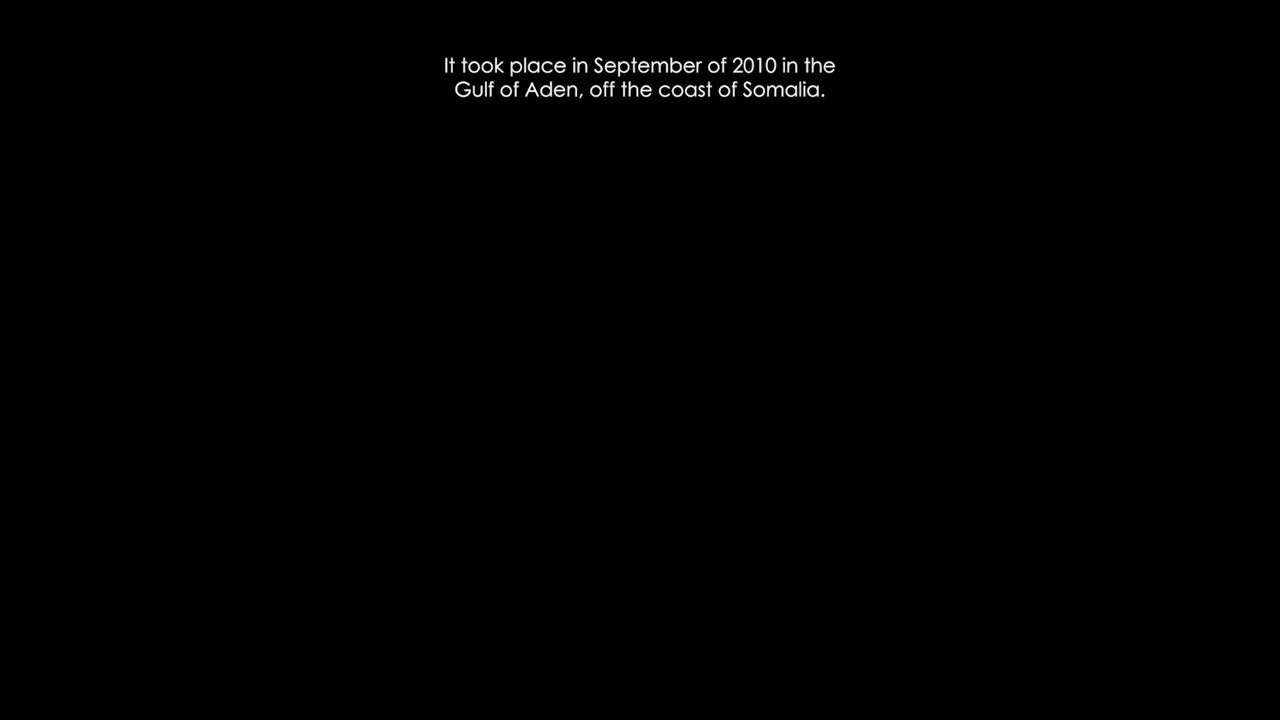 It took place in September of 2010 in the
Gulf of Aden, off the coast of Somalia.